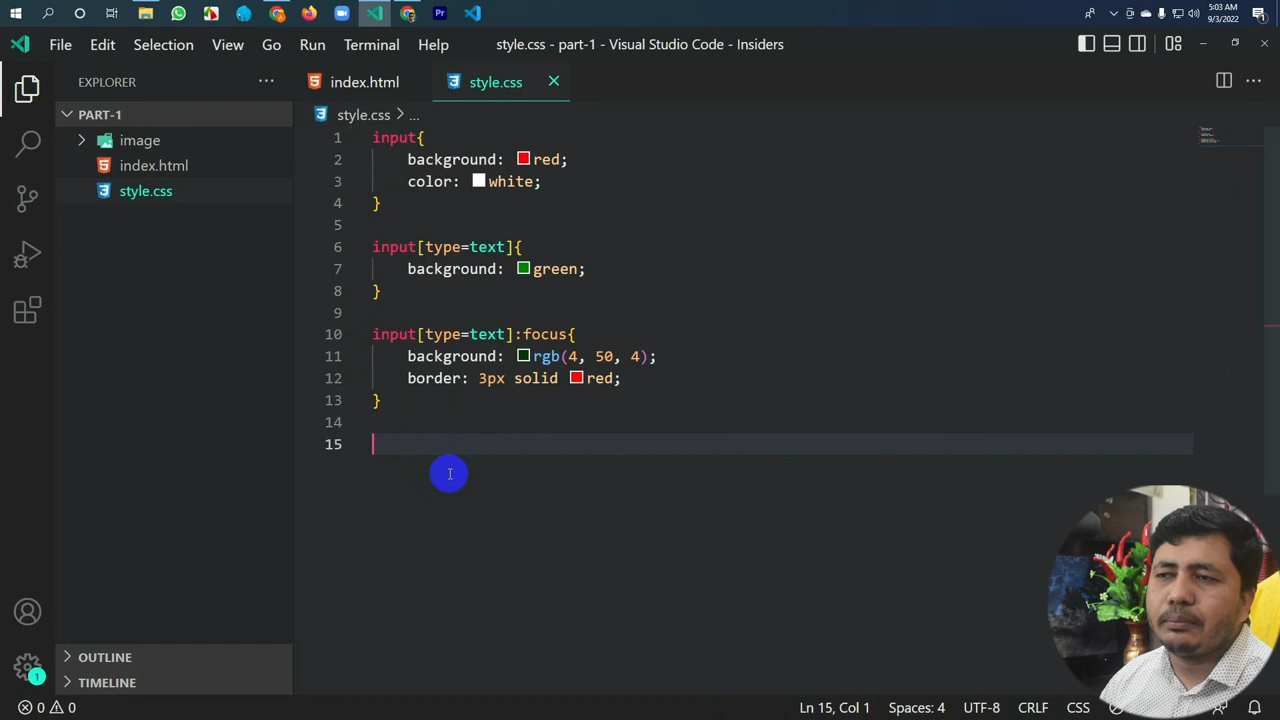 5:03 AM
9/3/2022
File Edit Selection View Go Run Terminal Help
style.css - part-1 - Visual Studio Code - Insiders
EXPLORER
index.html
style.css
PART-1
style.css > ...
image
index.html
style.css
1 input{
2 background: red;
3 color: white;
4 }
5
6 input[type=text]{
7 background: green;
8 }
9
10 input[type=text]:focus{
11 background: rgb(4, 50, 4);
12 border: 3px solid red;
13 }
14
15
OUTLINE
TIMELINE
1
0 0
Ln 15, Col 1
Spaces: 4
UTF-8
CRLF
CSS